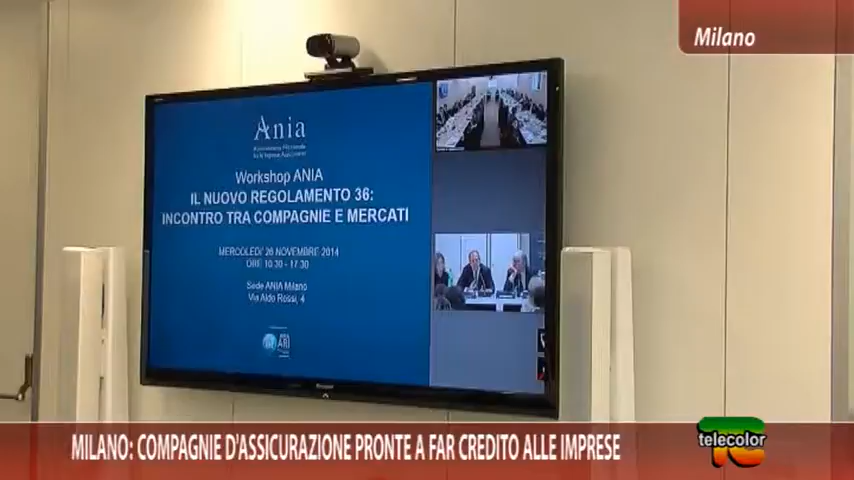 Milano
Ania
Workshop ANIA
IL NUOVO REGOLAMENTO 36:
INCONTRO TRA COMPAGNIE E MERCATI
MERCOLEDI' 26 NOVEMBRE 2014
ORE 10:30 - 17:30
Sede ANIA Milano
Via Aldo Rossi, 4
MILANO: COMPAGNIE D'ASSICURAZIONE PRONTE A FAR CREDITO ALLE IMPRESE
telecolor